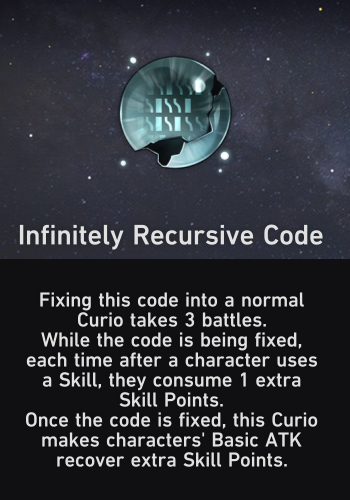 Infinitely Recursive Code
Fixing this code into a normal
Curio takes 3 battles.
While the code is being fixed,
each time after a character uses
a Skill, they consume 1 extra
Skill Points.
Once the code is fixed, this Curio
makes characters' Basic ATK
recover extra Skill Points.